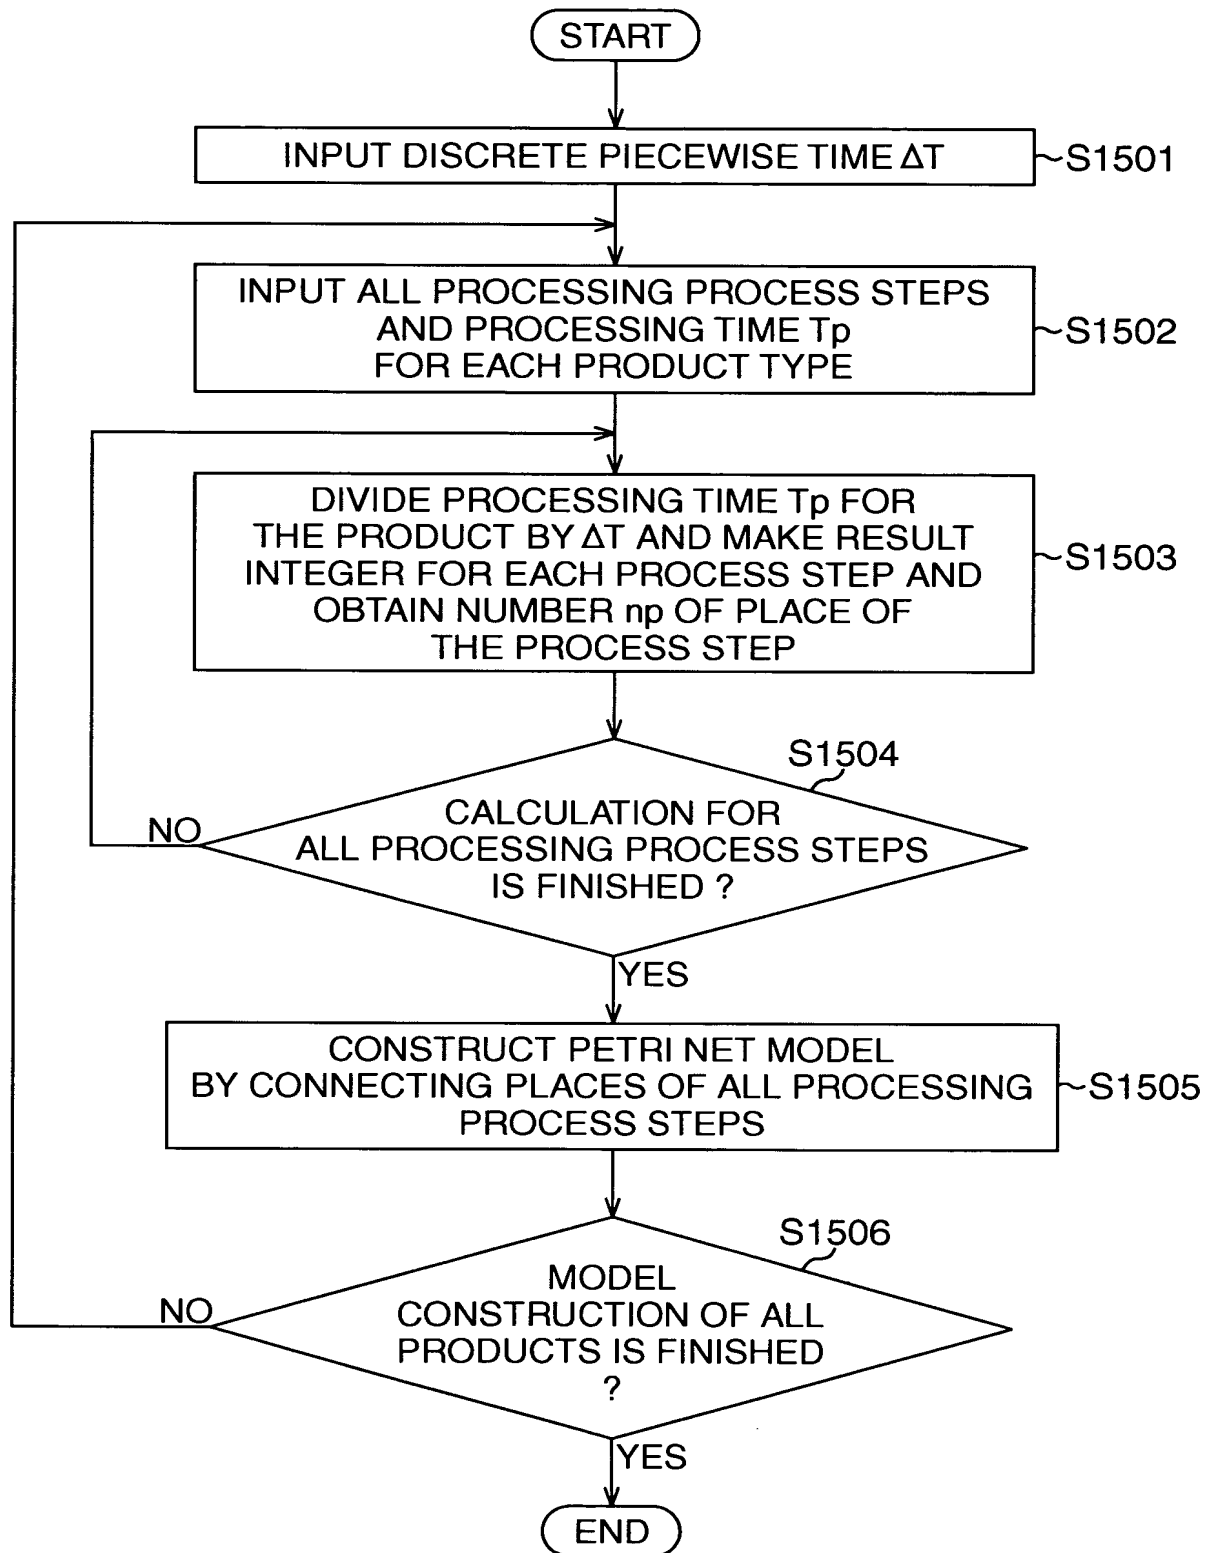 START
INPUT DISCRETE PIECEWISE TIME ΔT
S1501
INPUT ALL PROCESSING PROCESS STEPS
AND PROCESSING TIME Tp
FOR EACH PRODUCT TYPE
S1502
DIVIDE PROCESSING TIME Tp FOR
THE PRODUCT BY ΔT AND MAKE RESULT
INTEGER FOR EACH PROCESS STEP AND
OBTAIN NUMBER np OF PLACE OF
THE PROCESS STEP
S1503
S1504
CALCULATION FOR
ALL PROCESSING PROCESS STEPS
IS FINISHED ?
NO
YES
CONSTRUCT PETRI NET MODEL
BY CONNECTING PLACES OF ALL PROCESSING
PROCESS STEPS
S1505
S1506
MODEL
CONSTRUCTION OF ALL
PRODUCTS IS FINISHED
?
NO
YES
END